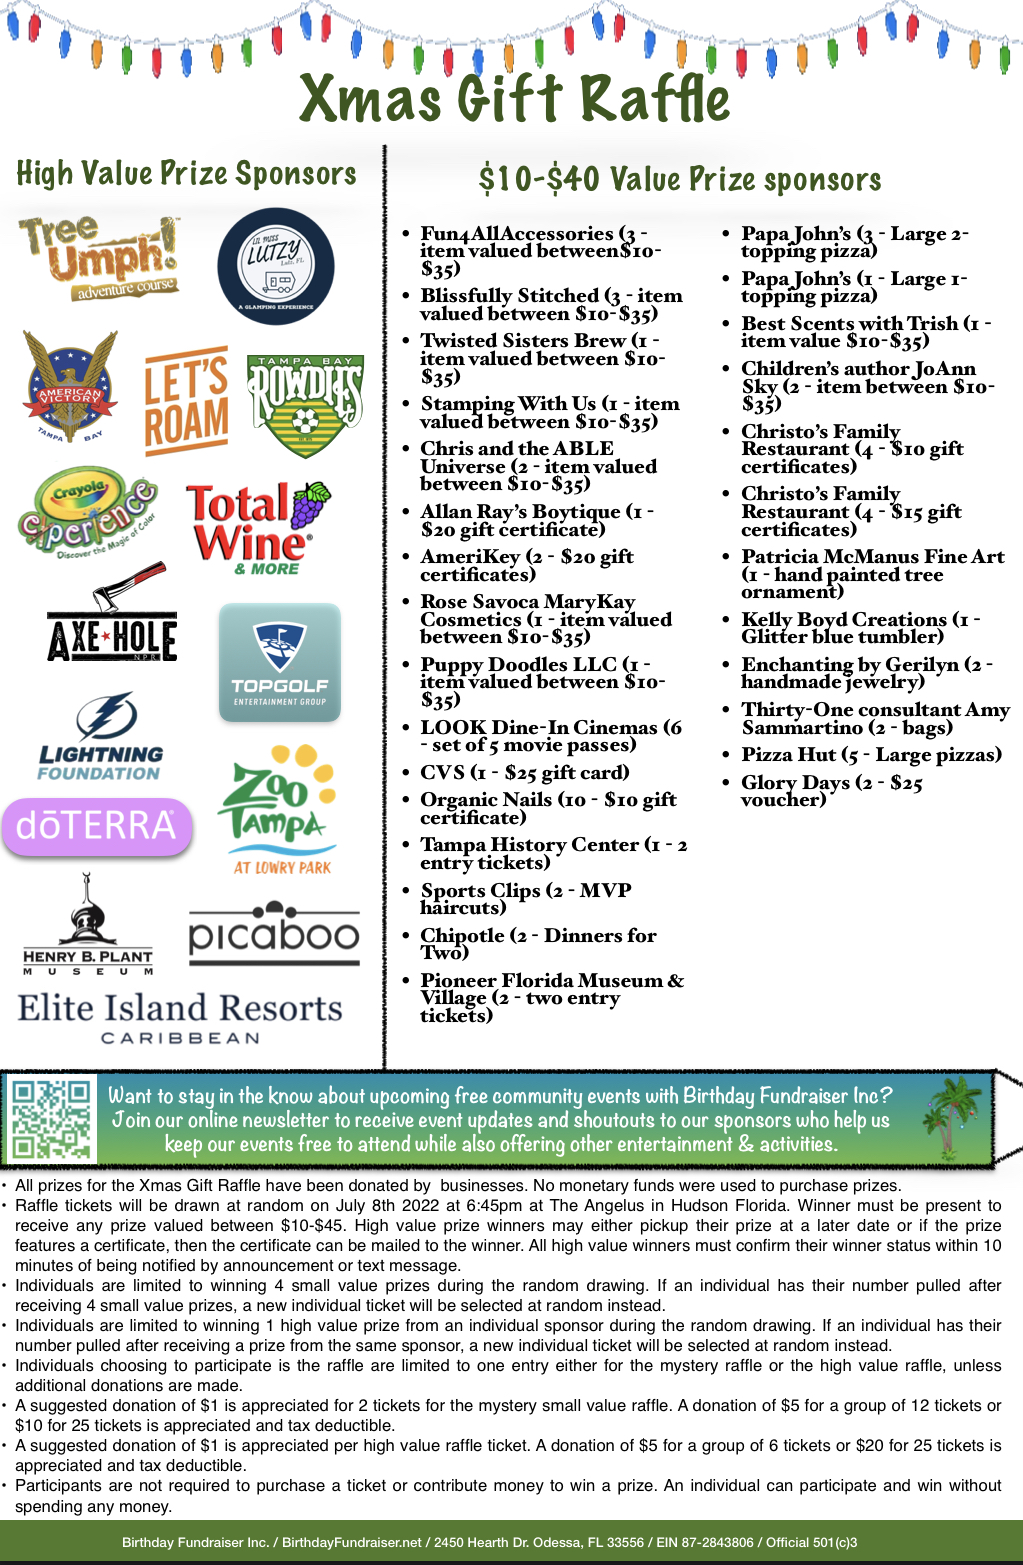 Xmas Gift Raffle
High Value Prize Sponsors
Tree
Umph!
adventure course
LIL MISS
LUTZY
Lutz, FL
A GLAMPING EXPERIENCE
AMERICAN
VICTORY
TAMPA BAY
LET'S
ROAM
TAMPA BAY
ROWDIES
Crayola
experience
Discover the Magic of Color
Total
Wine
& MORE
AXE HOLE
NPR
TOPGOLF
ENTERTAINMENT GROUP
LIGHTNING
FOUNDATION
dōTERRA
ZOO
TAMPA
AT LOWRY PARK
HENRY B. PLANT
MUSEUM
picaboo
Elite Island Resorts
CARIBBEAN
$10-$40 Value Prize sponsors
• Fun4AllAccessories (3 -
item valued between$10-
$35)
• Blissfully Stitched (3 - item
valued between $10-$35)
• Twisted Sisters Brew (1 -
item valued between $10-
$35)
• Stamping With Us (1 - item
valued between $10-$35)
• Chris and the ABLE
Universe (2 - item valued
between $10-$35)
• Allan Ray's Boytique (1 -
$20 gift certificate)
• AmeriKey (2 - $20 gift
certificates)
• Rose Savoca MaryKay
Cosmetics (1 - item valued
between $10-$35)
• Puppy Doodles LLC (1 -
item valued between $10-
$35)
• LOOK Dine-In Cinemas (6
- set of 5 movie passes)
• CVS (1 - $25 gift card)
• Organic Nails (10 - $10 gift
certificate)
• Tampa History Center (1 - 2
entry tickets)
• Sports Clips (2 - MVP
haircuts)
• Chipotle (2 - Dinners for
Two)
• Pioneer Florida Museum &
Village (2 - two entry
tickets)
• Papa John's (3 - Large 2-
topping pizza)
• Papa John's (1 - Large 1-
topping pizza)
• Best Scents with Trish (1 -
item value $10-$35)
• Children's author JoAnn
Sky (2 - item between $10-
$35)
• Christo's Family
Restaurant (4 - $10 gift
certificates)
• Christo's Family
Restaurant (4 - $15 gift
certificates)
• Patricia McManus Fine Art
(1 - hand painted tree
ornament)
• Kelly Boyd Creations (1 -
Glitter blue tumbler)
• Enchanting by Gerilyn (2 -
handmade jewelry)
• Thirty-One consultant Amy
Sammartino (2 - bags)
• Pizza Hut (5 - Large pizzas)
• Glory Days (2 - $25
voucher)
Want to stay in the know about upcoming free community events with Birthday Fundraiser Inc?
Join our online newsletter to receive event updates and shoutouts to our sponsors who help us
keep our events free to attend while also offering other entertainment & activities.
• All prizes for the Xmas Gift Raffle have been donated by businesses. No monetary funds were used to purchase prizes.
• Raffle tickets will be drawn at random on July 8th 2022 at 6:45pm at The Angelus in Hudson Florida. Winner must be present to
receive any prize valued between $10-$45. High value prize winners may either pickup their prize at a later date or if the prize
features a certificate, then the certificate can be mailed to the winner. All high value winners must confirm their winner status within 10
minutes of being notified by announcement or text message.
• Individuals are limited to winning 4 small value prizes during the random drawing. If an individual has their number pulled after
receiving 4 small value prizes, a new individual ticket will be selected at random instead.
• Individuals are limited to winning 1 high value prize from an individual sponsor during the random drawing. If an individual has their
number pulled after receiving a prize from the same sponsor, a new individual ticket will be selected at random instead.
• Individuals choosing to participate is the raffle are limited to one entry either for the mystery raffle or the high value raffle, unless
additional donations are made.
• A suggested donation of $1 is appreciated for 2 tickets for the mystery small value raffle. A donation of $5 for a group of 12 tickets or
$10 for 25 tickets is appreciated and tax deductible.
• A suggested donation of $1 is appreciated per high value raffle ticket. A donation of $5 for a group of 6 tickets or $20 for 25 tickets is
appreciated and tax deductible.
• Participants are not required to purchase a ticket or contribute money to win a prize. An individual can participate and win without
spending any money.
Birthday Fundraiser Inc. / BirthdayFundraiser.net / 2450 Hearth Dr. Odessa, FL 33556 / EIN 87-2843806 / Official 501(c)3